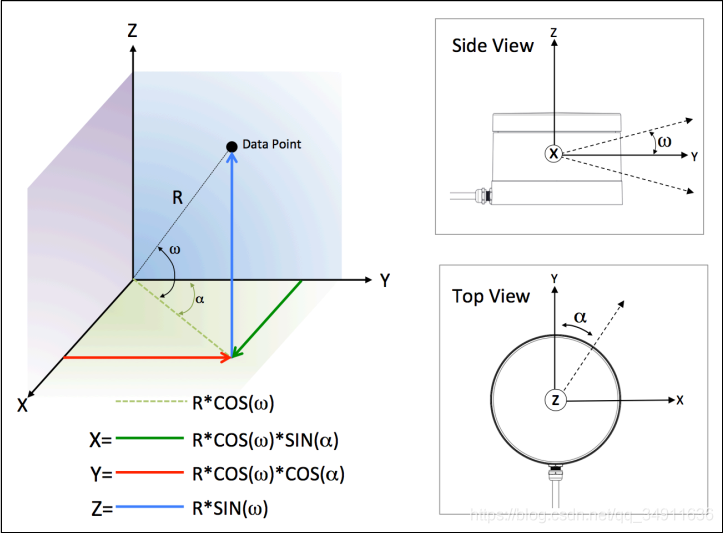 Z
Data Point
R
ω
α
Y
X
R*COS(ω)
X= R*COS(ω)*SIN(α)
Y= R*COS(ω)*COS(α)
Z= R*SIN(ω)
Side View
Z
X
ω
Y
Top View
Y
α
Z
X
https://blog.csdn.net/qq_34911636